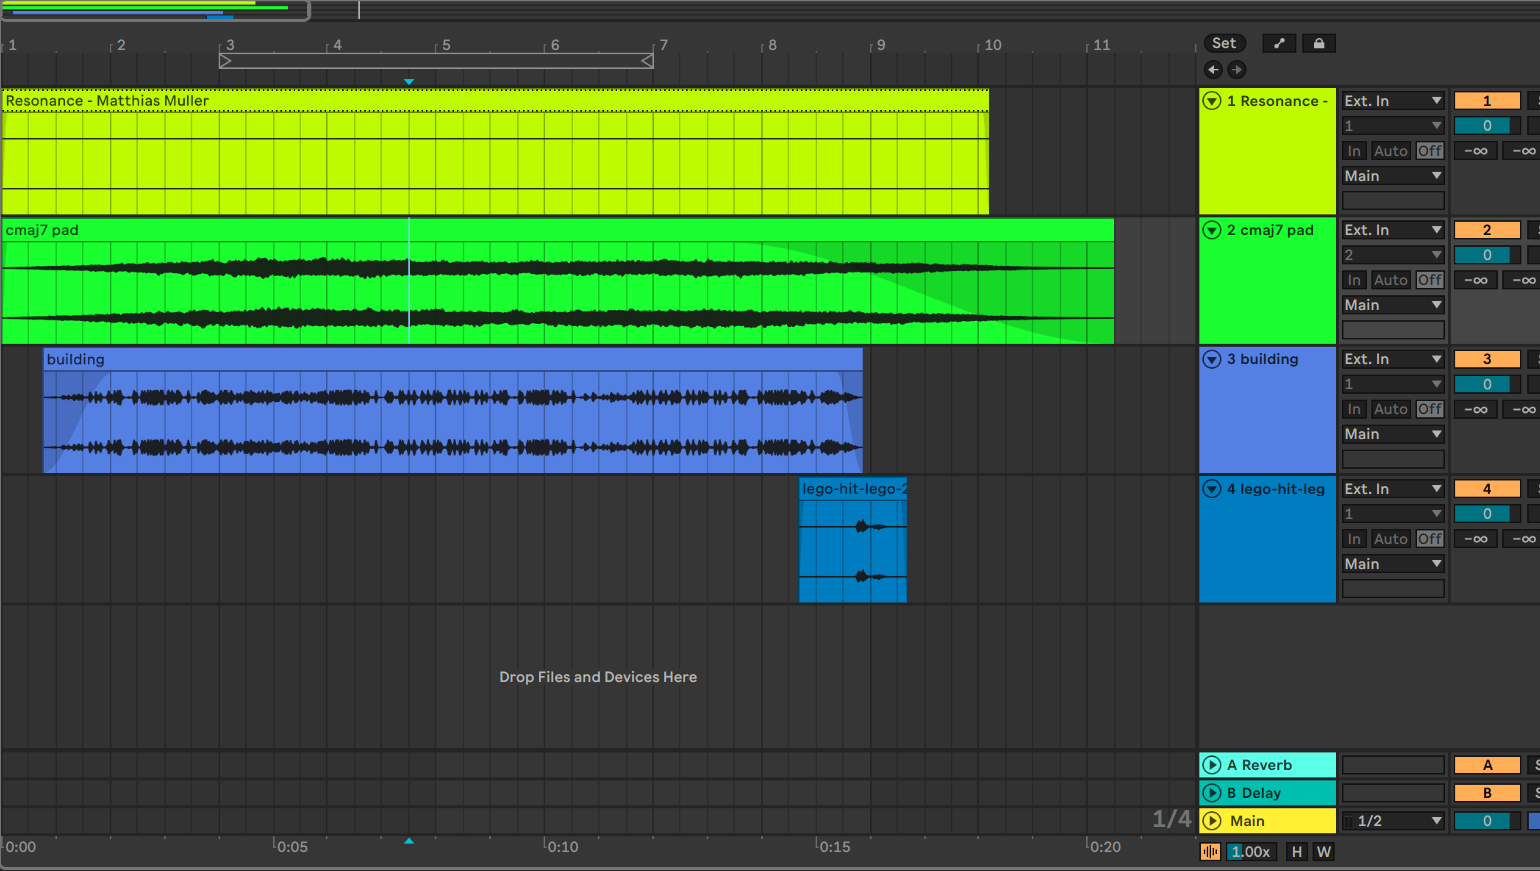 1 2 3 4 5 6 7 8 9 10 11 Set
Resonance - Matthias Muller 1 Resonance - Ext. In 1
1 0
In Auto Off -∞ -∞
Main
cmaj7 pad 2 cmaj7 pad Ext. In 2
2 0
In Auto Off -∞ -∞
Main
building 3 building Ext. In 3
1 0
In Auto Off -∞ -∞
Main
lego-hit-lego-2 4 lego-hit-leg Ext. In 4
1 0
In Auto Off -∞ -∞
Main
Drop Files and Devices Here
A Reverb A
B Delay B
1/4 Main 1/2 0
0:00 0:05 0:10 0:15 0:20 1.00x H W